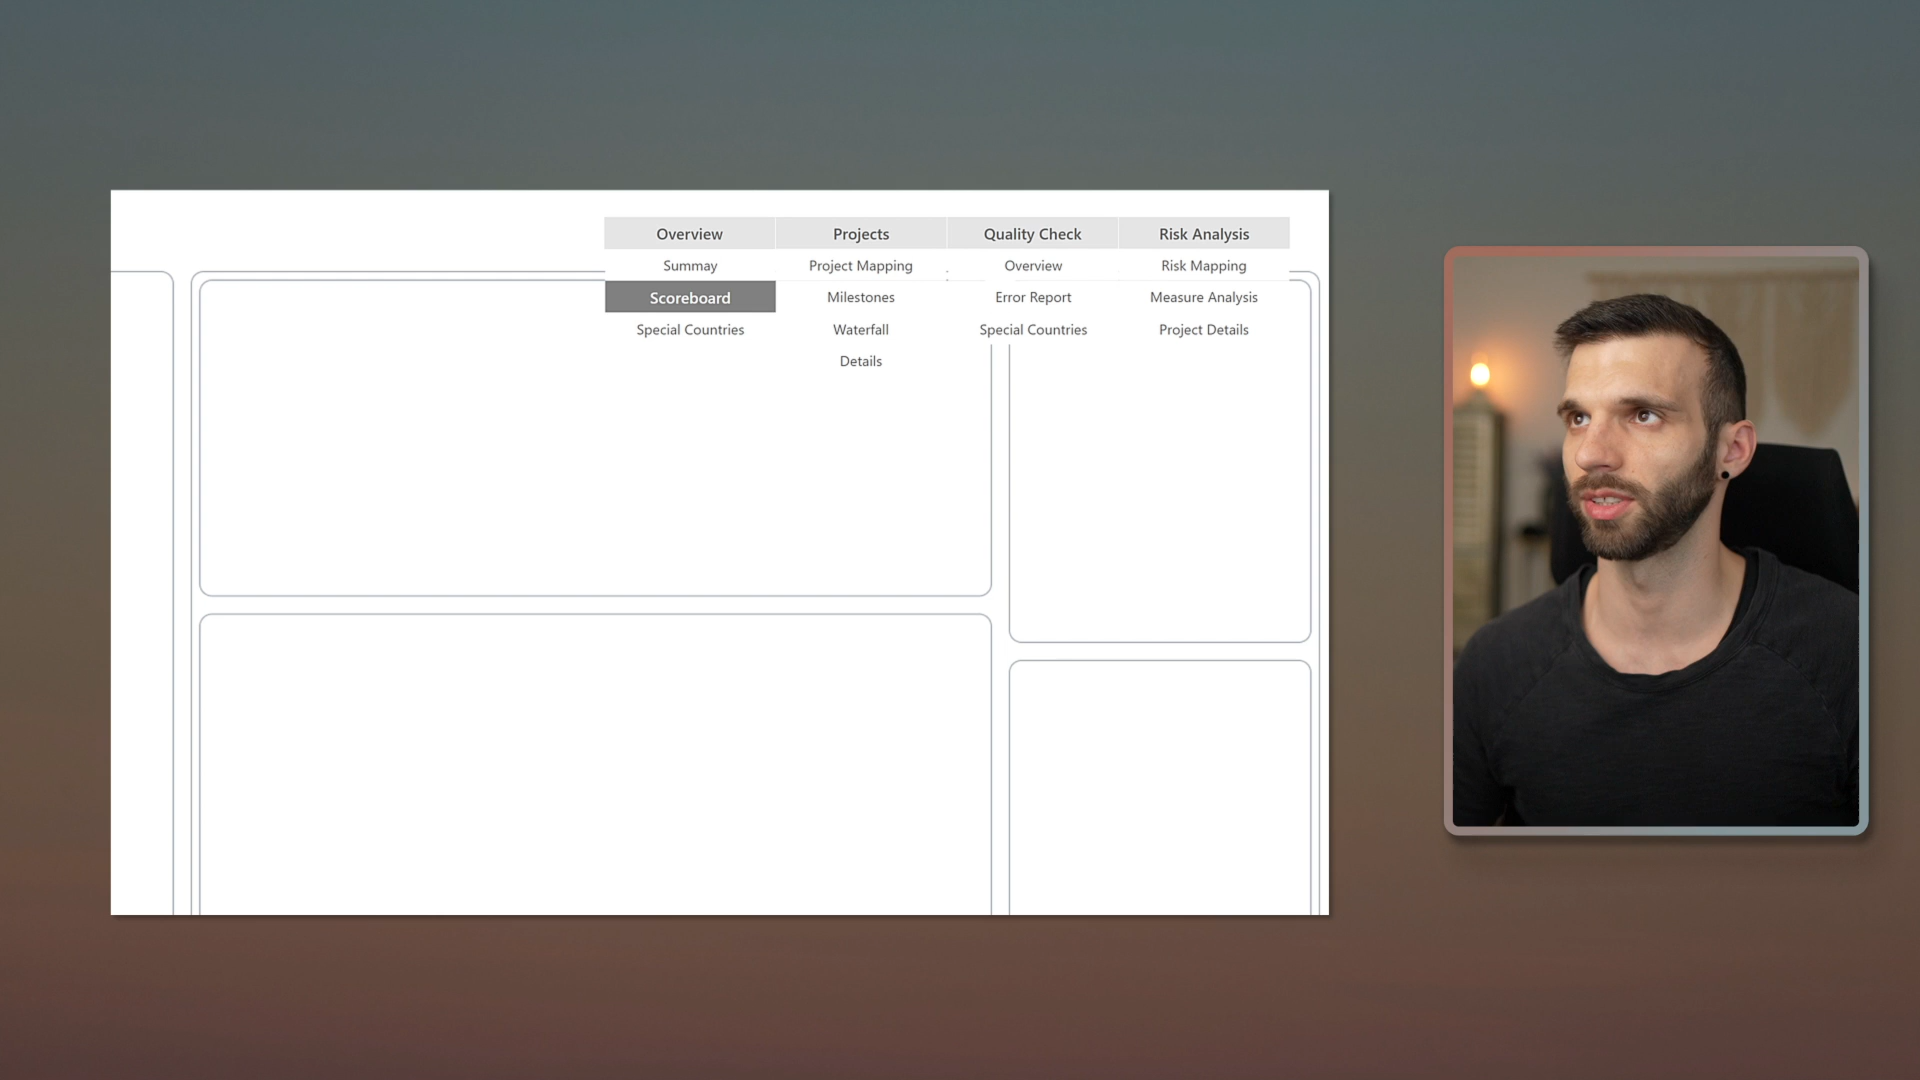 Overview Projects Quality Check Risk Analysis
Summay Project Mapping Overview Risk Mapping
Scoreboard Milestones Error Report Measure Analysis
Special Countries Waterfall Special Countries Project Details
Details